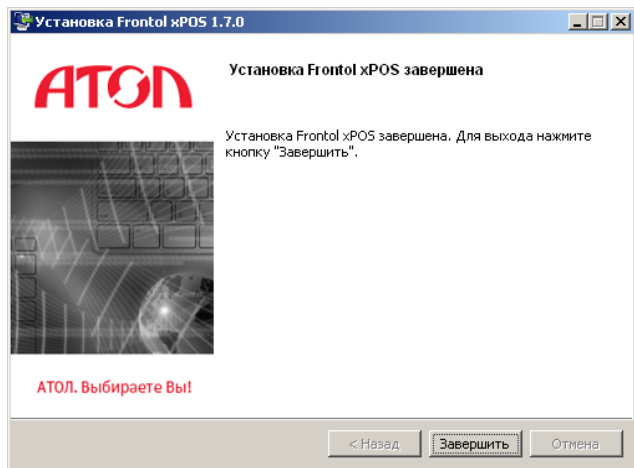 Установка Frontol xPOS 1.7.0
АТОЛ
Установка Frontol xPOS завершена
Установка Frontol xPOS завершена. Для выхода нажмите
кнопку "Завершить".
АТОЛ. Выбираете Вы!
< Назад
Завершить
Отмена